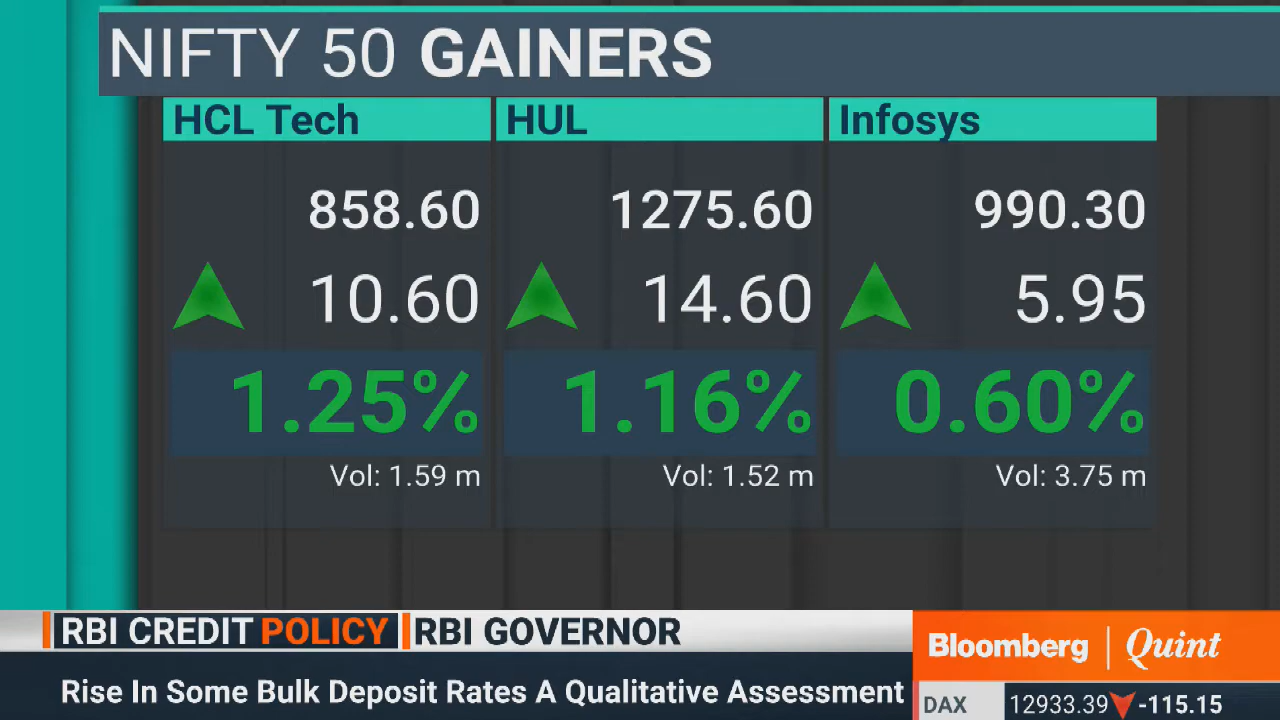 NIFTY 50 GAINERS
HCL Tech
858.60
10.60
1.25%
Vol: 1.59 m
HUL
1275.60
14.60
1.16%
Vol: 1.52 m
Infosys
990.30
5.95
0.60%
Vol: 3.75 m
RBI CREDIT POLICY RBI GOVERNOR
Rise In Some Bulk Deposit Rates A Qualitative Assessment
Bloomberg | Quint
DAX 12933.39 -115.15